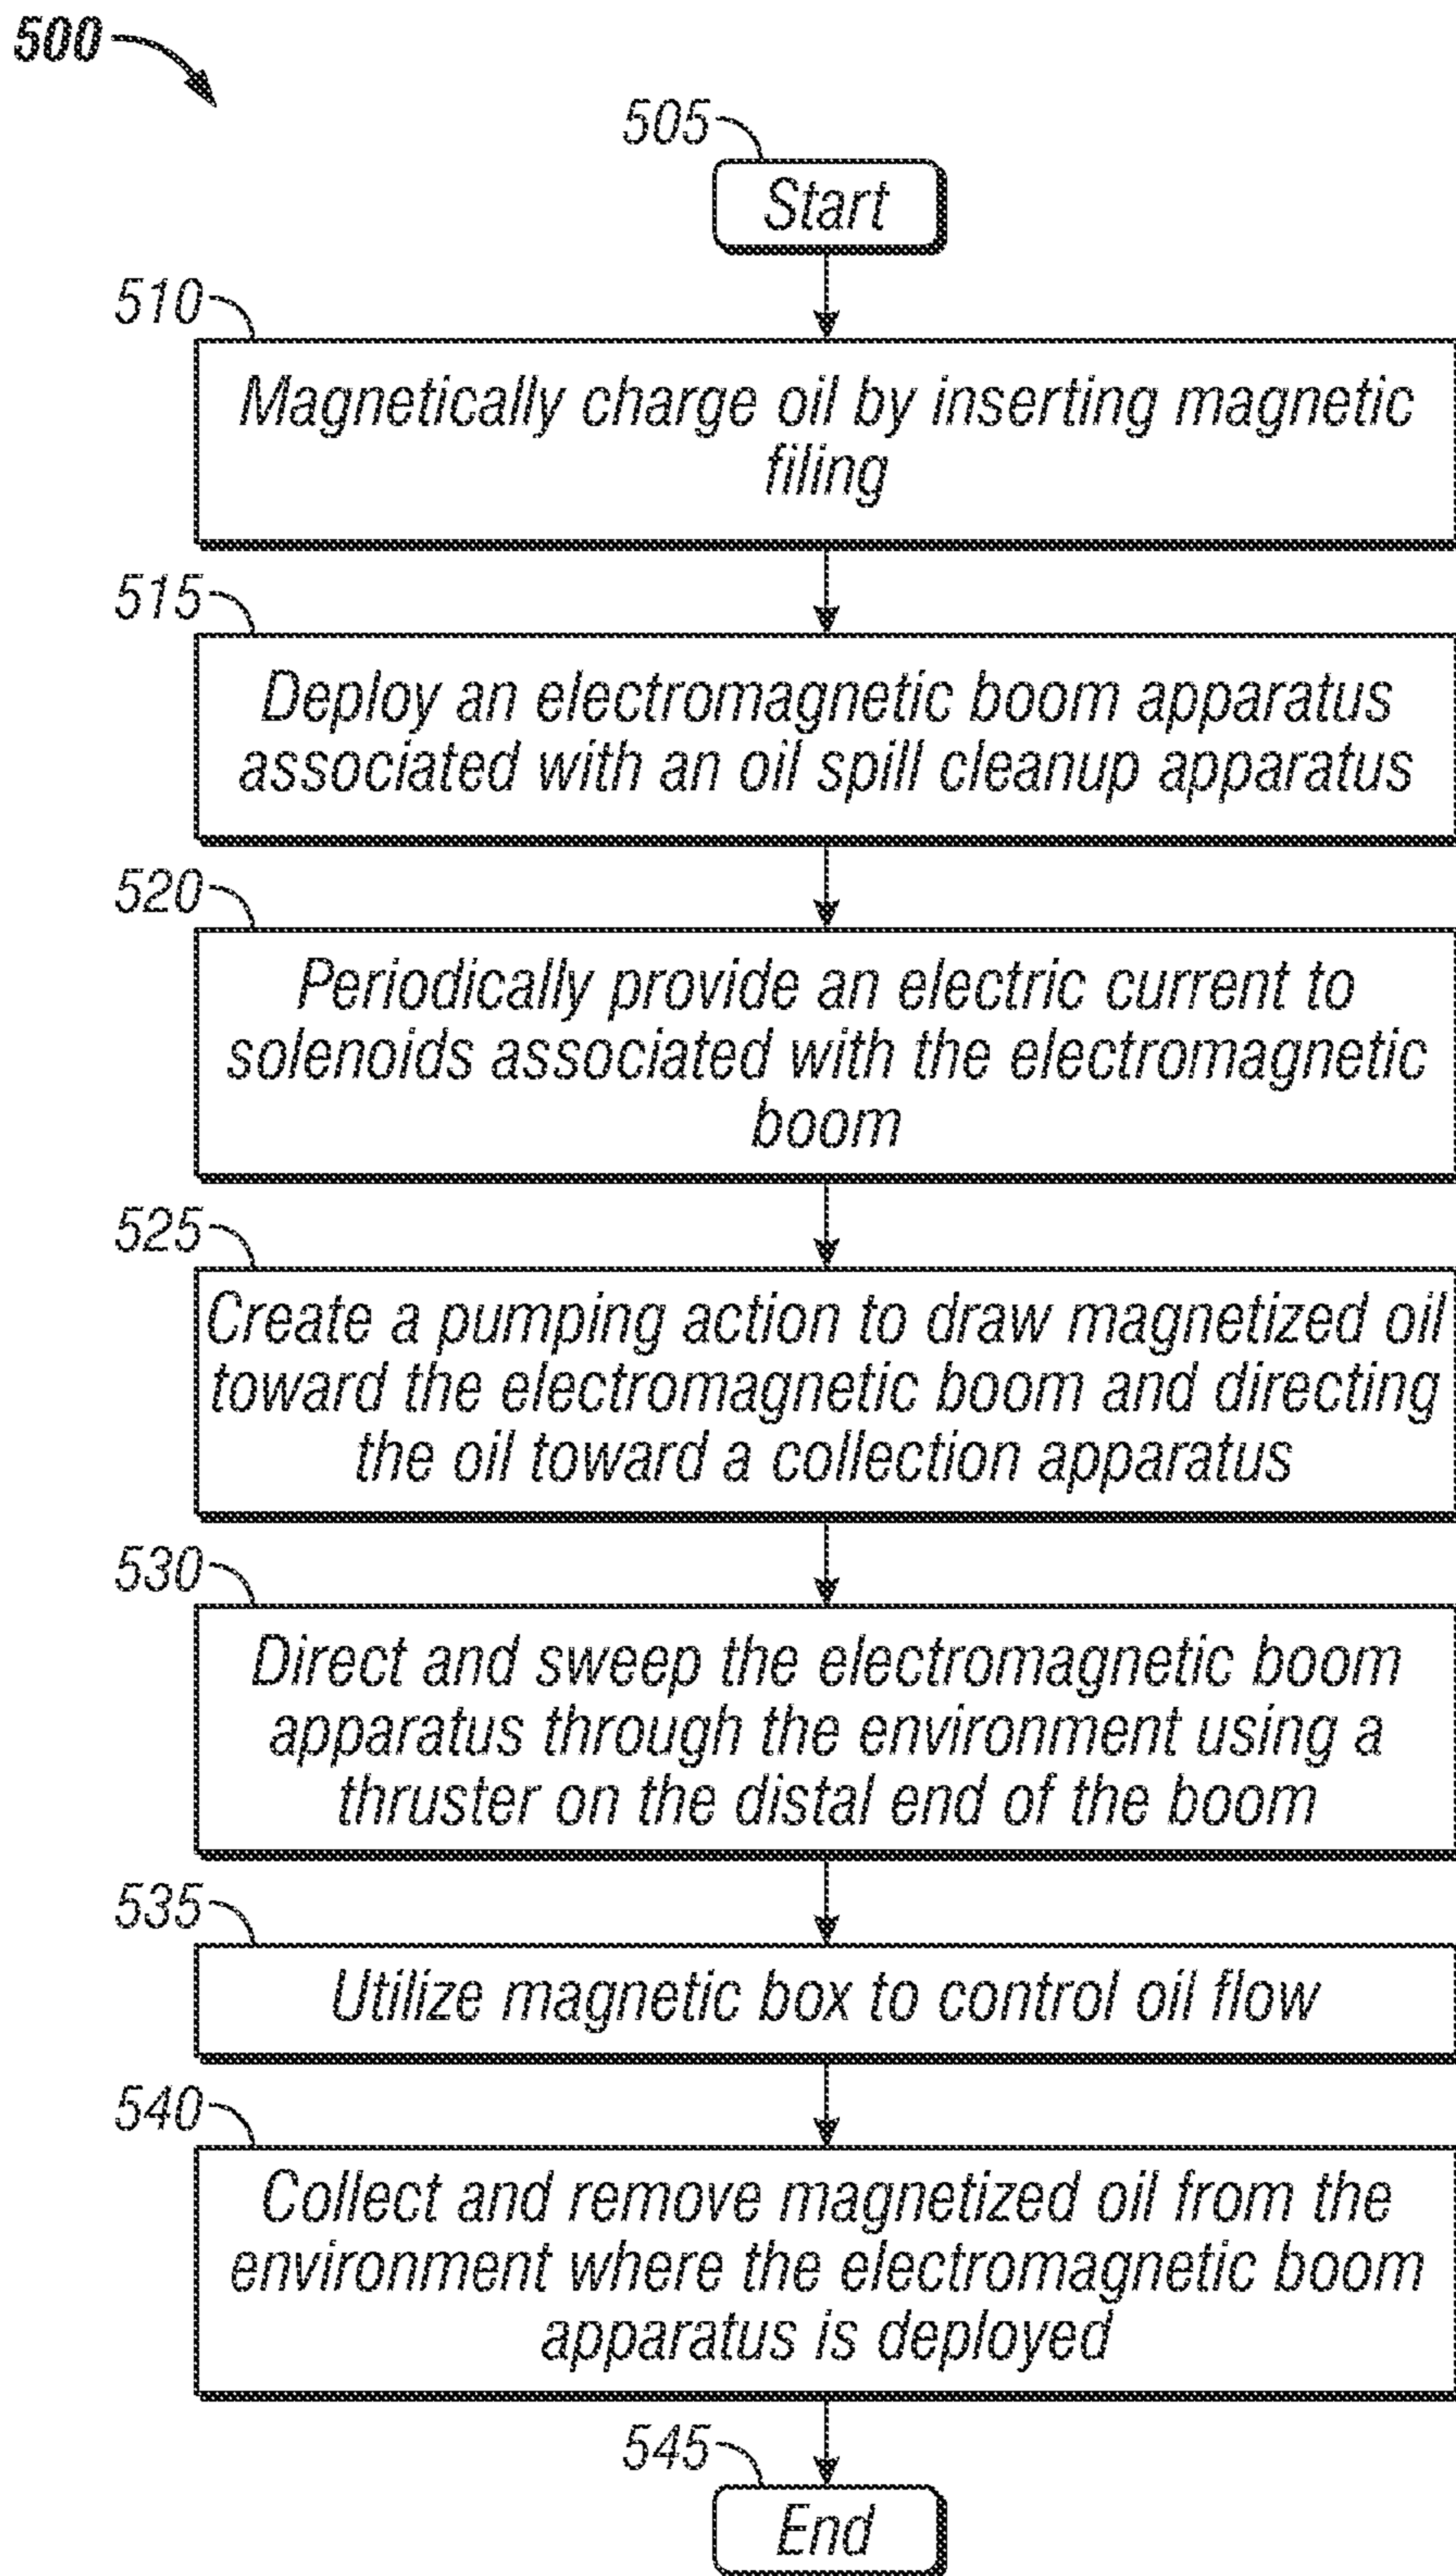 500
505
Start
510
Magnetically charge oil by inserting magnetic
filing
515
Deploy an electromagnetic boom apparatus
associated with an oil spill cleanup apparatus
520
Periodically provide an electric current to
solenoids associated with the electromagnetic
boom
525
Create a pumping action to draw magnetized oil
toward the electromagnetic boom and directing
the oil toward a collection apparatus
530
Direct and sweep the electromagnetic boom
apparatus through the environment using a
thruster on the distal end of the boom
535
Utilize magnetic box to control oil flow
540
Collect and remove magnetized oil from the
environment where the electromagnetic boom
apparatus is deployed
545
End